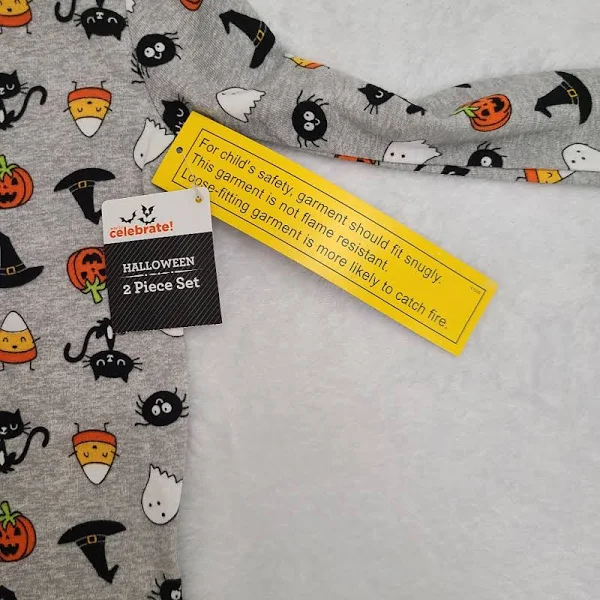 For child's safety, garment should fit snugly.
This garment is not flame resistant.
Loose-fitting garment is more likely to catch fire.
celebrate!
HALLOWEEN
2 Piece Set